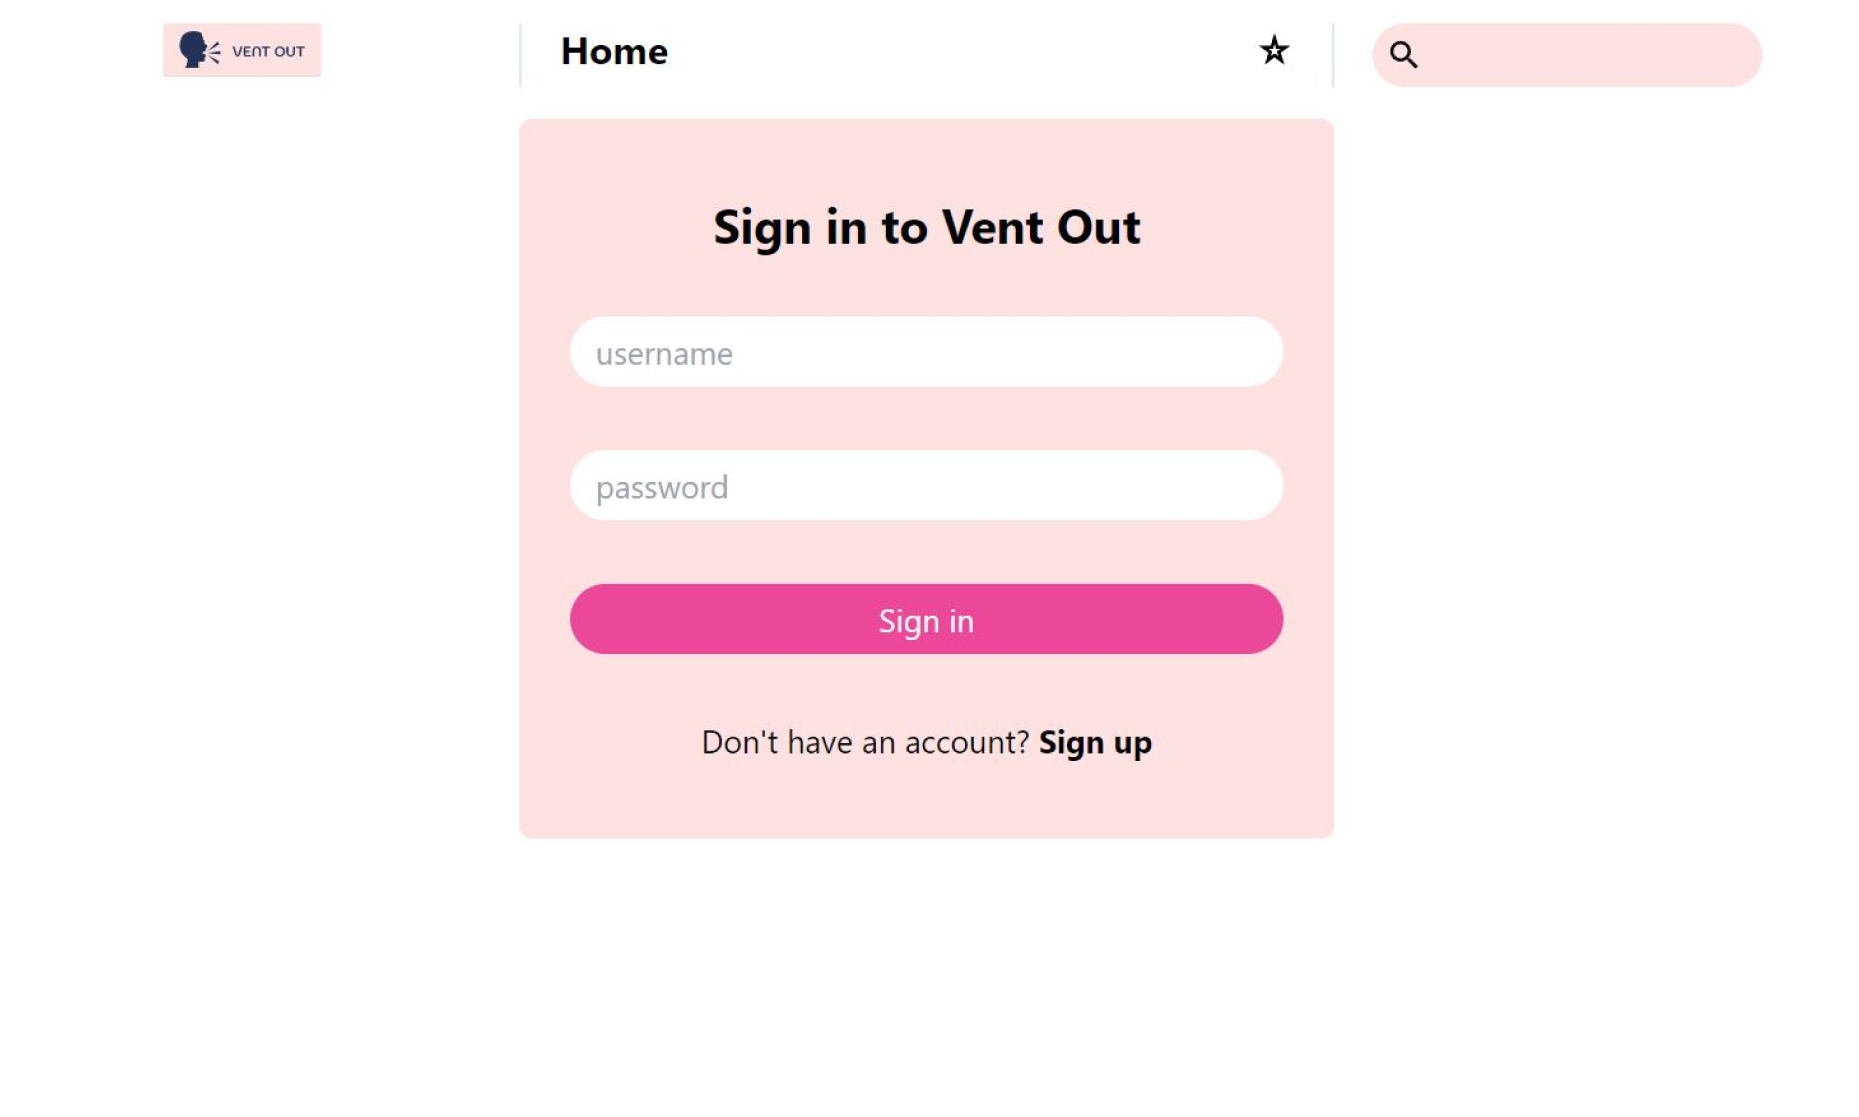 VENT OUT
Home
Sign in to Vent Out
username
password
Sign in
Don't have an account? Sign up